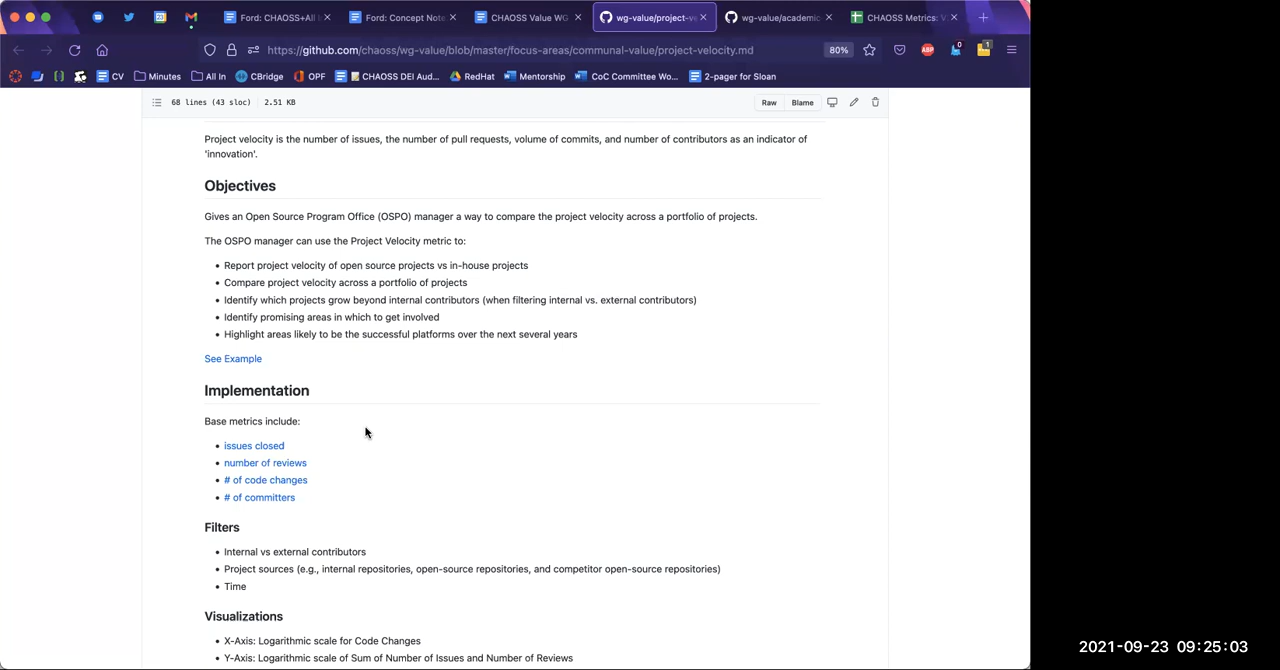 Ford: CHAOSS+All I
Ford: Concept Note
CHAOSS Value WG
wg-value/project-ve
wg-value/academic
CHAOSS Metrics: V
https://github.com/chaoss/wg-value/blob/master/focus-areas/communal-value/project-velocity.md
80%
ABP
0
1
CV
Minutes
All In
CBridge
OPF
CHAOSS DEI Aud...
RedHat
Mentorship
CoC Committee Wo...
2-pager for Sloan
68 lines (43 sloc)
2.51 KB
Raw
Blame
Project velocity is the number of issues, the number of pull requests, volume of commits, and number of contributors as an indicator of
'innovation'.
Objectives
Gives an Open Source Program Office (OSPO) manager a way to compare the project velocity across a portfolio of projects.
The OSPO manager can use the Project Velocity metric to:
• Report project velocity of open source projects vs in-house projects
• Compare project velocity across a portfolio of projects
• Identify which projects grow beyond internal contributors (when filtering internal vs. external contributors)
• Identify promising areas in which to get involved
• Highlight areas likely to be the successful platforms over the next several years
See Example
Implementation
Base metrics include:
• issues closed
• number of reviews
• # of code changes
• # of committers
Filters
• Internal vs external contributors
• Project sources (e.g., internal repositories, open-source repositories, and competitor open-source repositories)
• Time
Visualizations
• X-Axis: Logarithmic scale for Code Changes
• Y-Axis: Logarithmic scale of Sum of Number of Issues and Number of Reviews
2021-09-23 09:25:03